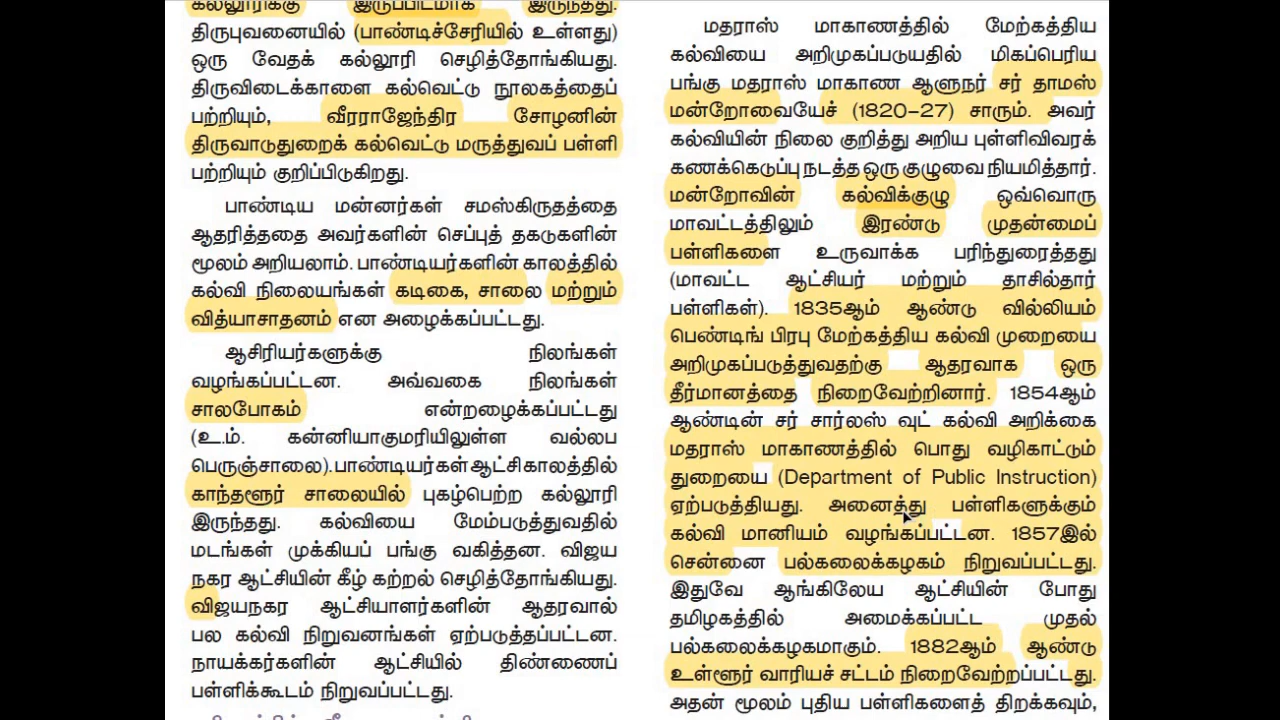 கல்லூரிக்கு இருப்பிடமாக இருந்தது.
திருபுவனையில் (பாண்டிச்சேரியில் உள்ளது)
ஒரு வேதக் கல்லூரி செழித்தோங்கியது.
திருவிடைக்காளை கல்வெட்டு நூலகத்தைப்
பற்றியும், வீரராஜேந்திர சோழனின்
திருவாடுதுறைக் கல்வெட்டு மருத்துவப் பள்ளி
பற்றியும் குறிப்பிடுகிறது.
பாண்டிய மன்னர்கள் சமஸ்கிருதத்தை
ஆதரித்ததை அவர்களின் செப்புத் தகடுகளின்
மூலம் அறியலாம். பாண்டியர்களின் காலத்தில்
கல்வி நிலையங்கள் கடிகை, சாலை மற்றும்
வித்யாசாதனம் என அழைக்கப்பட்டது.
ஆசிரியர்களுக்கு நிலங்கள்
வழங்கப்பட்டன. அவ்வகை நிலங்கள்
சாலபோகம் என்றழைக்கப்பட்டது
(உ.ம். கன்னியாகுமரியிலுள்ள வல்லப
பெருஞ்சாலை).பாண்டியர்கள் ஆட்சி காலத்தில்
காந்தளூர் சாலையில் புகழ்பெற்ற கல்லூரி
இருந்தது. கல்வியை மேம்படுத்துவதில்
மடங்கள் முக்கியப் பங்கு வகித்தன. விஜய
நகர ஆட்சியின் கீழ் கற்றல் செழித்தோங்கியது.
விஜயநகர ஆட்சியாளர்களின் ஆதரவால்
பல கல்வி நிறுவனங்கள் ஏற்படுத்தப்பட்டன.
நாயக்கர்களின் ஆட்சியில் திண்ணைப்
பள்ளிக்கூடம் நிறுவப்பட்டது.
மதராஸ் மாகாணத்தில் மேற்கத்திய
கல்வியை அறிமுகப்படுயதில் மிகப்பெரிய
பங்கு மதராஸ் மாகாண ஆளுநர் சர் தாமஸ்
மன்றோவையேச் (1820–27) சாரும். அவர்
கல்வியின் நிலை குறித்து அறிய புள்ளிவிவரக்
கணக்கெடுப்பு நடத்த ஒரு குழுவை நியமித்தார்.
மன்றோவின் கல்விக்குழு ஒவ்வொரு
மாவட்டத்திலும் இரண்டு முதன்மைப்
பள்ளிகளை உருவாக்க பரிந்துரைத்தது
(மாவட்ட ஆட்சியர் மற்றும் தாசில்தார்
பள்ளிகள்). 1835ஆம் ஆண்டு வில்லியம்
பெண்டிங் பிரபு மேற்கத்திய கல்வி முறையை
அறிமுகப்படுத்துவதற்கு ஆதரவாக ஒரு
தீர்மானத்தை நிறைவேற்றினார். 1854ஆம்
ஆண்டின் சர் சார்லஸ் வுட் கல்வி அறிக்கை
மதராஸ் மாகாணத்தில் பொது வழிகாட்டும்
துறையை (Department of Public Instruction)
ஏற்படுத்தியது. அனைத்து பள்ளிகளுக்கும்
கல்வி மானியம் வழங்கப்பட்டன. 1857இல்
சென்னை பல்கலைக்கழகம் நிறுவப்பட்டது.
இதுவே ஆங்கிலேய ஆட்சியின் போது
தமிழகத்தில் அமைக்கப்பட்ட முதல்
பல்கலைக்கழகமாகும். 1882ஆம் ஆண்டு
உள்ளூர் வாரியச் சட்டம் நிறைவேற்றப்பட்டது.
அதன் மூலம் புதிய பள்ளிகளைத் திறக்கவும்,